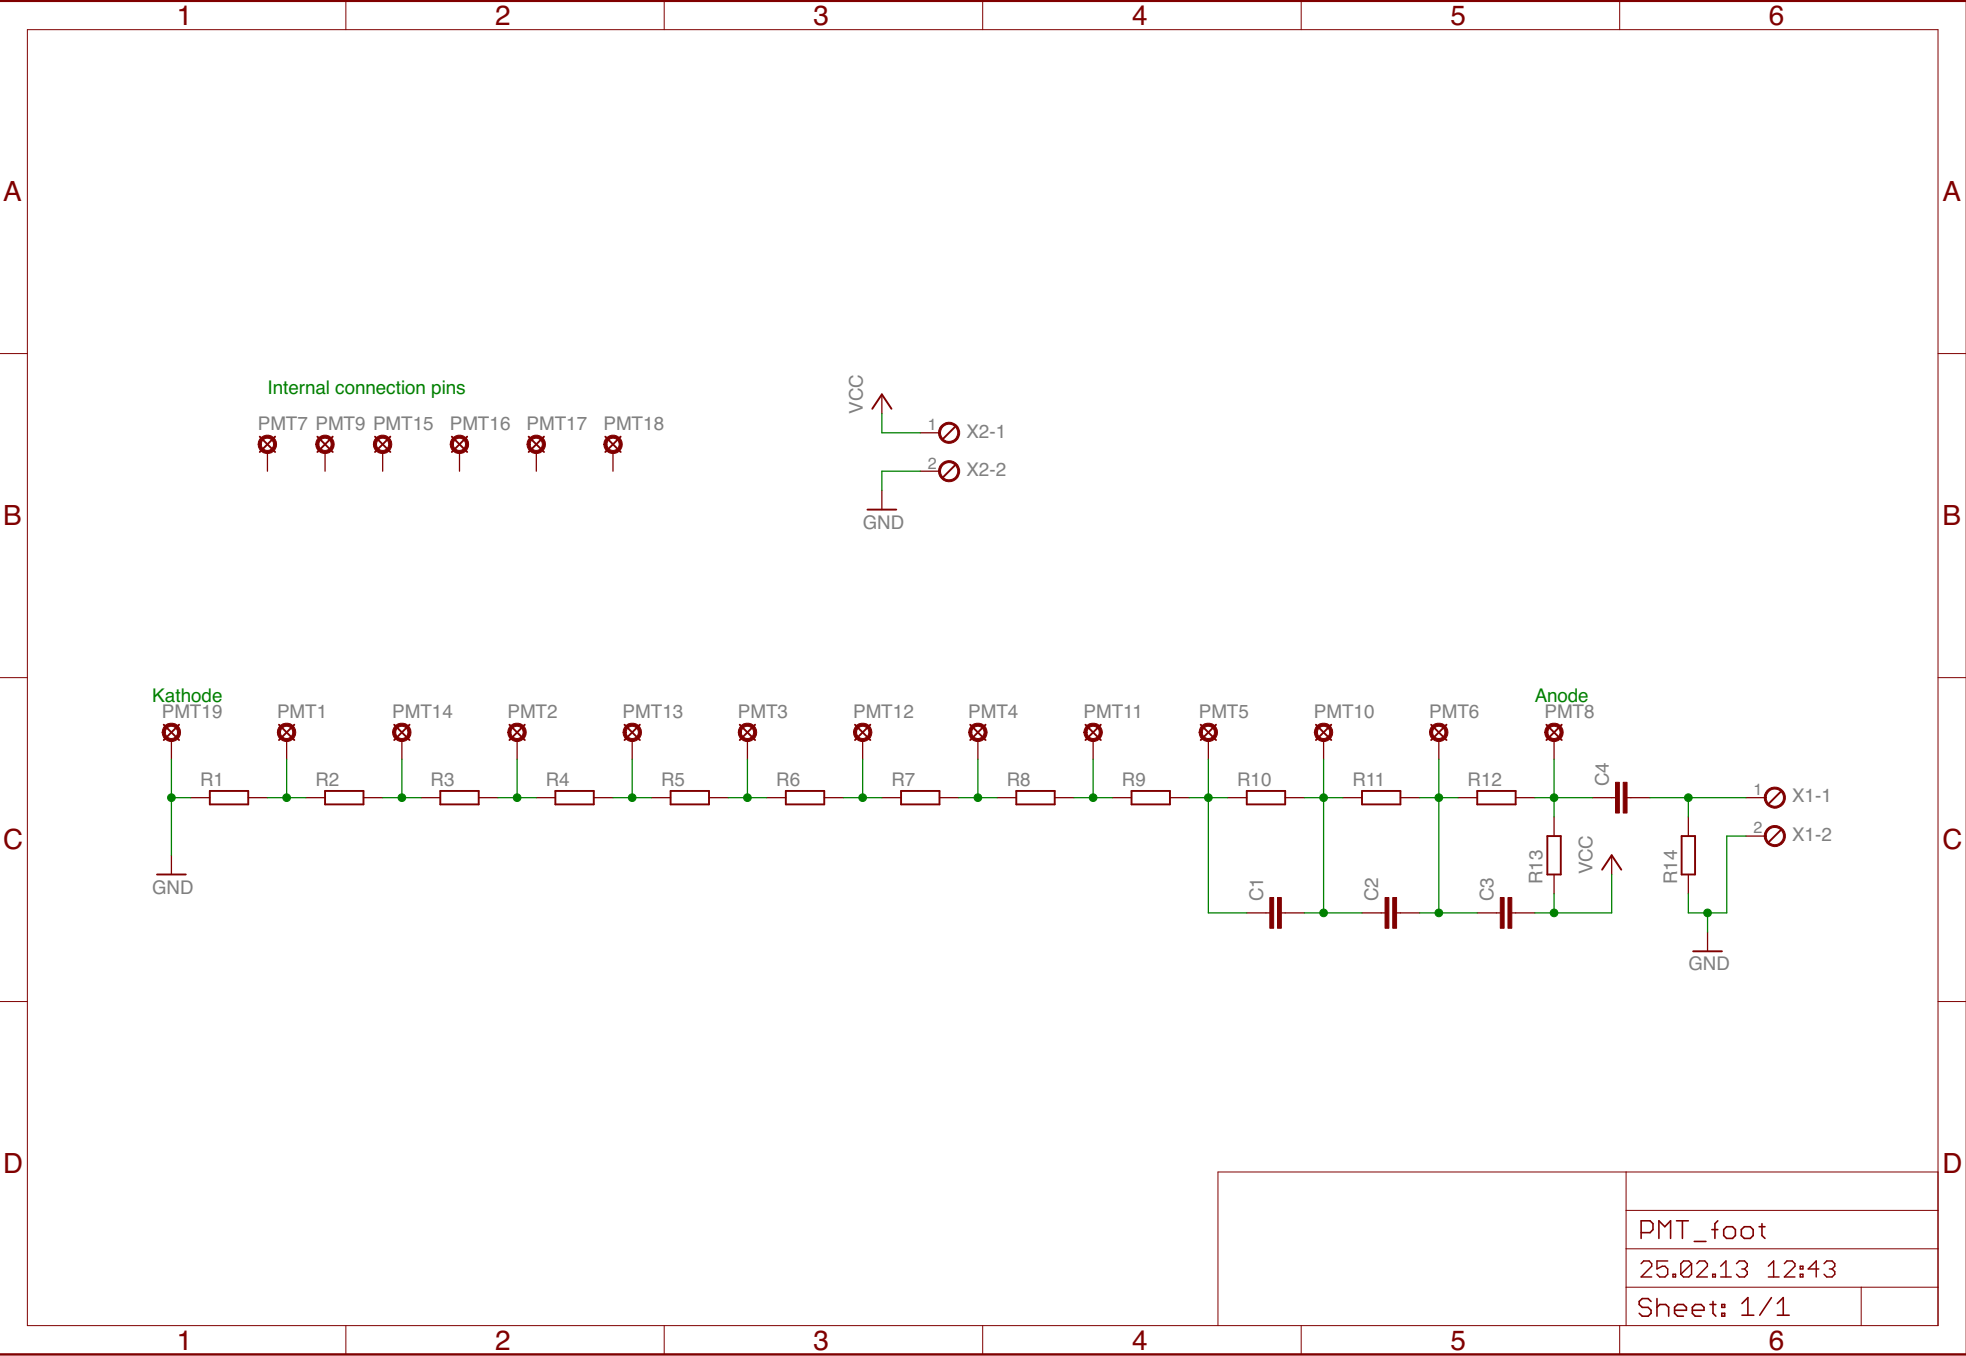 1 2 3 4 5 6
A A
Internal connection pins
PMT7 PMT9 PMT15 PMT16 PMT17 PMT18
VCC
1 X2-1
2 X2-2
GND
B B
Kathode Anode
PMT19 PMT1 PMT14 PMT2 PMT13 PMT3 PMT12 PMT4 PMT11 PMT5 PMT10 PMT6 PMT8
R1 R2 R3 R4 R5 R6 R7 R8 R9 R10 R11 R12 C4
1 X1-1
2 X1-2
C C
R13 VCC R14
GND
C1 C2 C3
GND
D D
PMT_foot
25.02.13 12:43
Sheet: 1/1
1 2 3 4 5 6